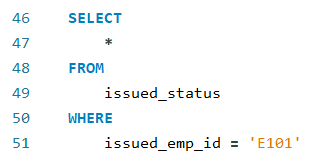 46 SELECT
47     *
48 FROM
49     issued_status
50 WHERE
51     issued_emp_id = 'E101'